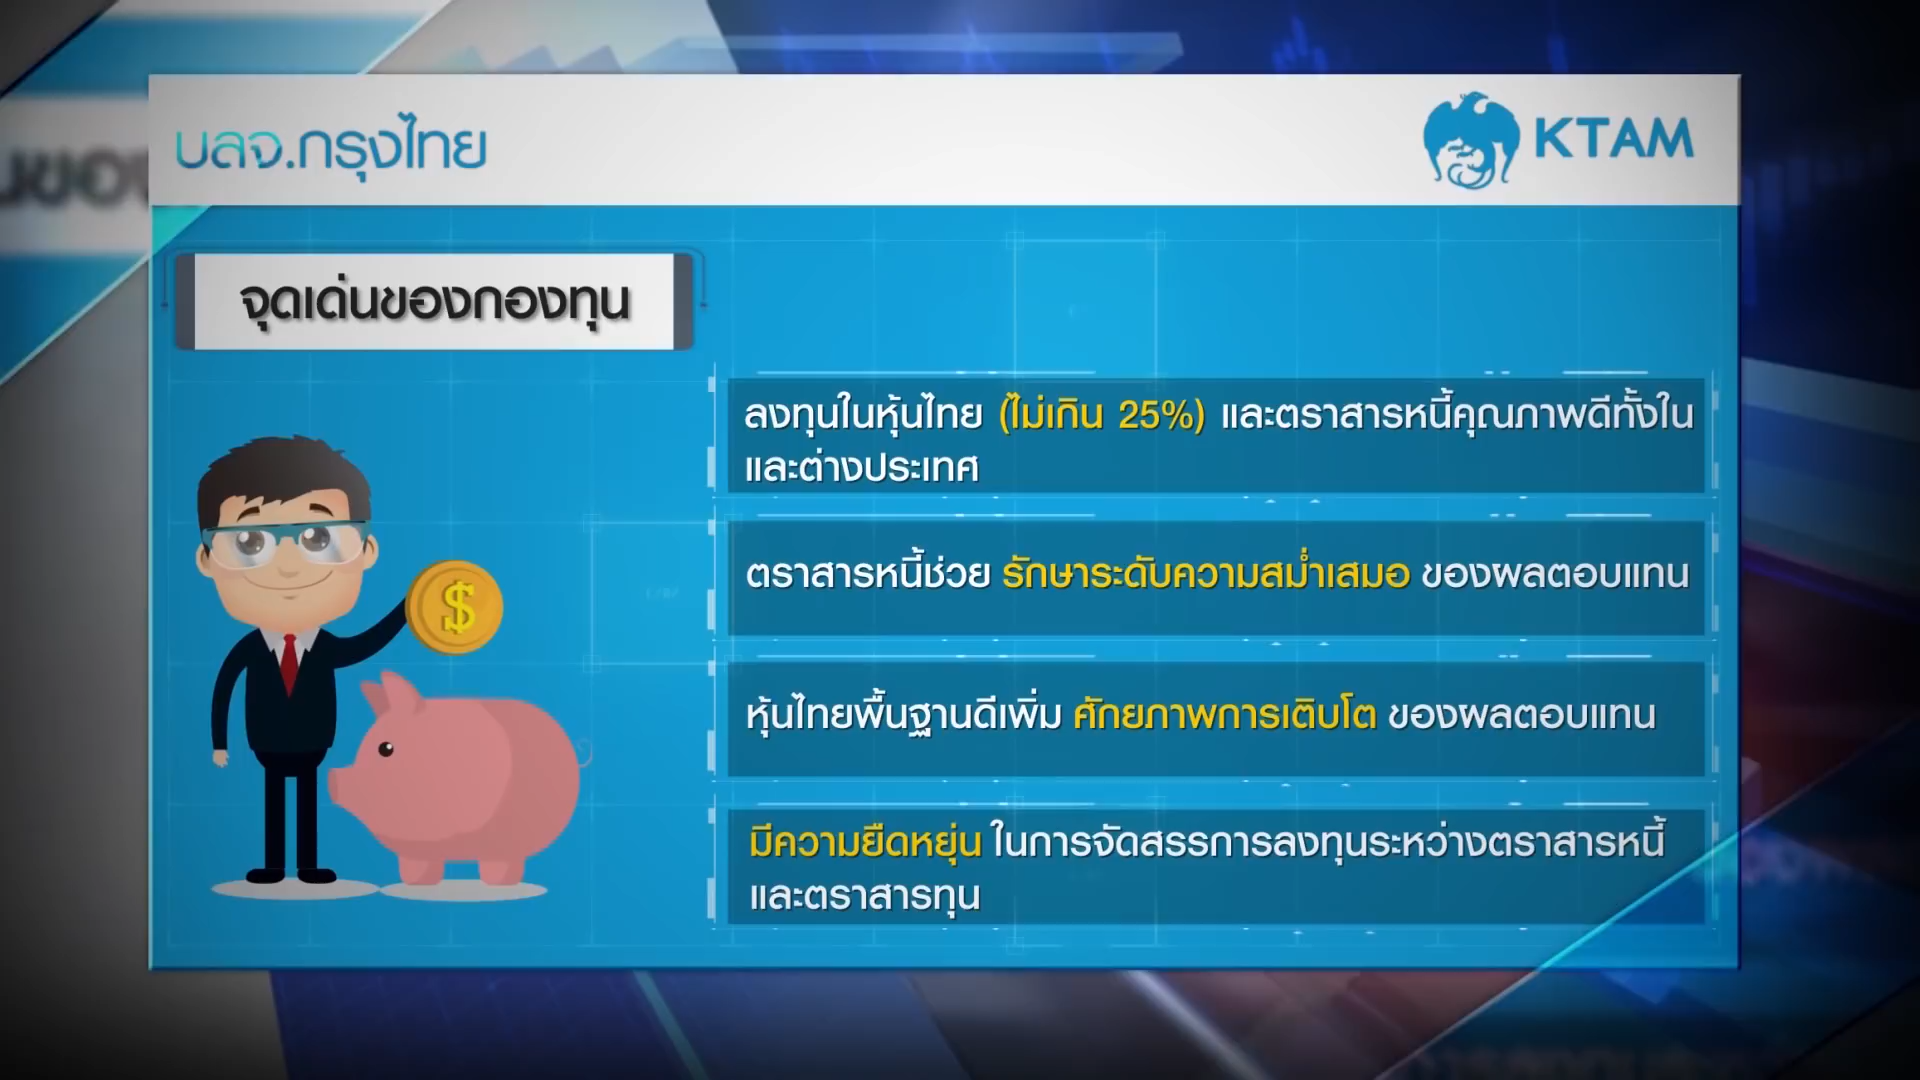 บลจ.กรุงไทย
KTAM
จุดเด่นของกองทุน
ลงทุนในหุ้นไทย (ไม่เกิน 25%) และตราสารหนี้คุณภาพดีทั้งใน
และต่างประเทศ
ตราสารหนี้ช่วย รักษาระดับความสม่ำเสมอ ของผลตอบแทน
หุ้นไทยพื้นฐานดีเพิ่ม ศักยภาพการเติบโต ของผลตอบแทน
มีความยืดหยุ่น ในการจัดสรรการลงทุนระหว่างตราสารหนี้
และตราสารทุน
$